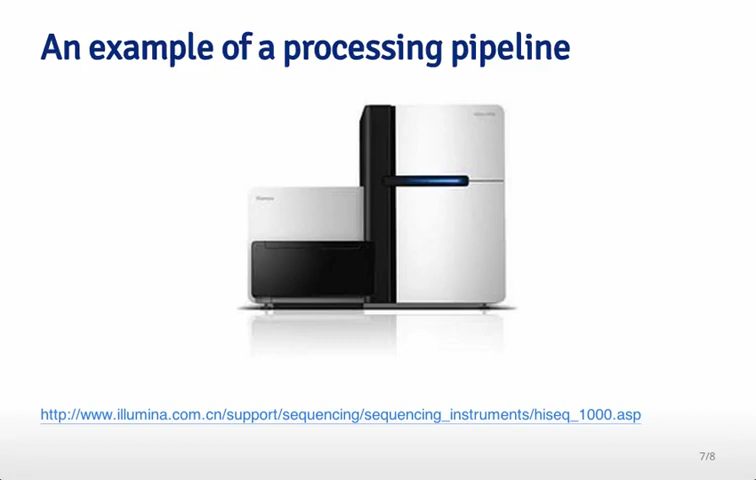 An example of a processing pipeline
http://www.illumina.com.cn/support/sequencing/sequencing_instruments/hiseq_1000.asp
7/8